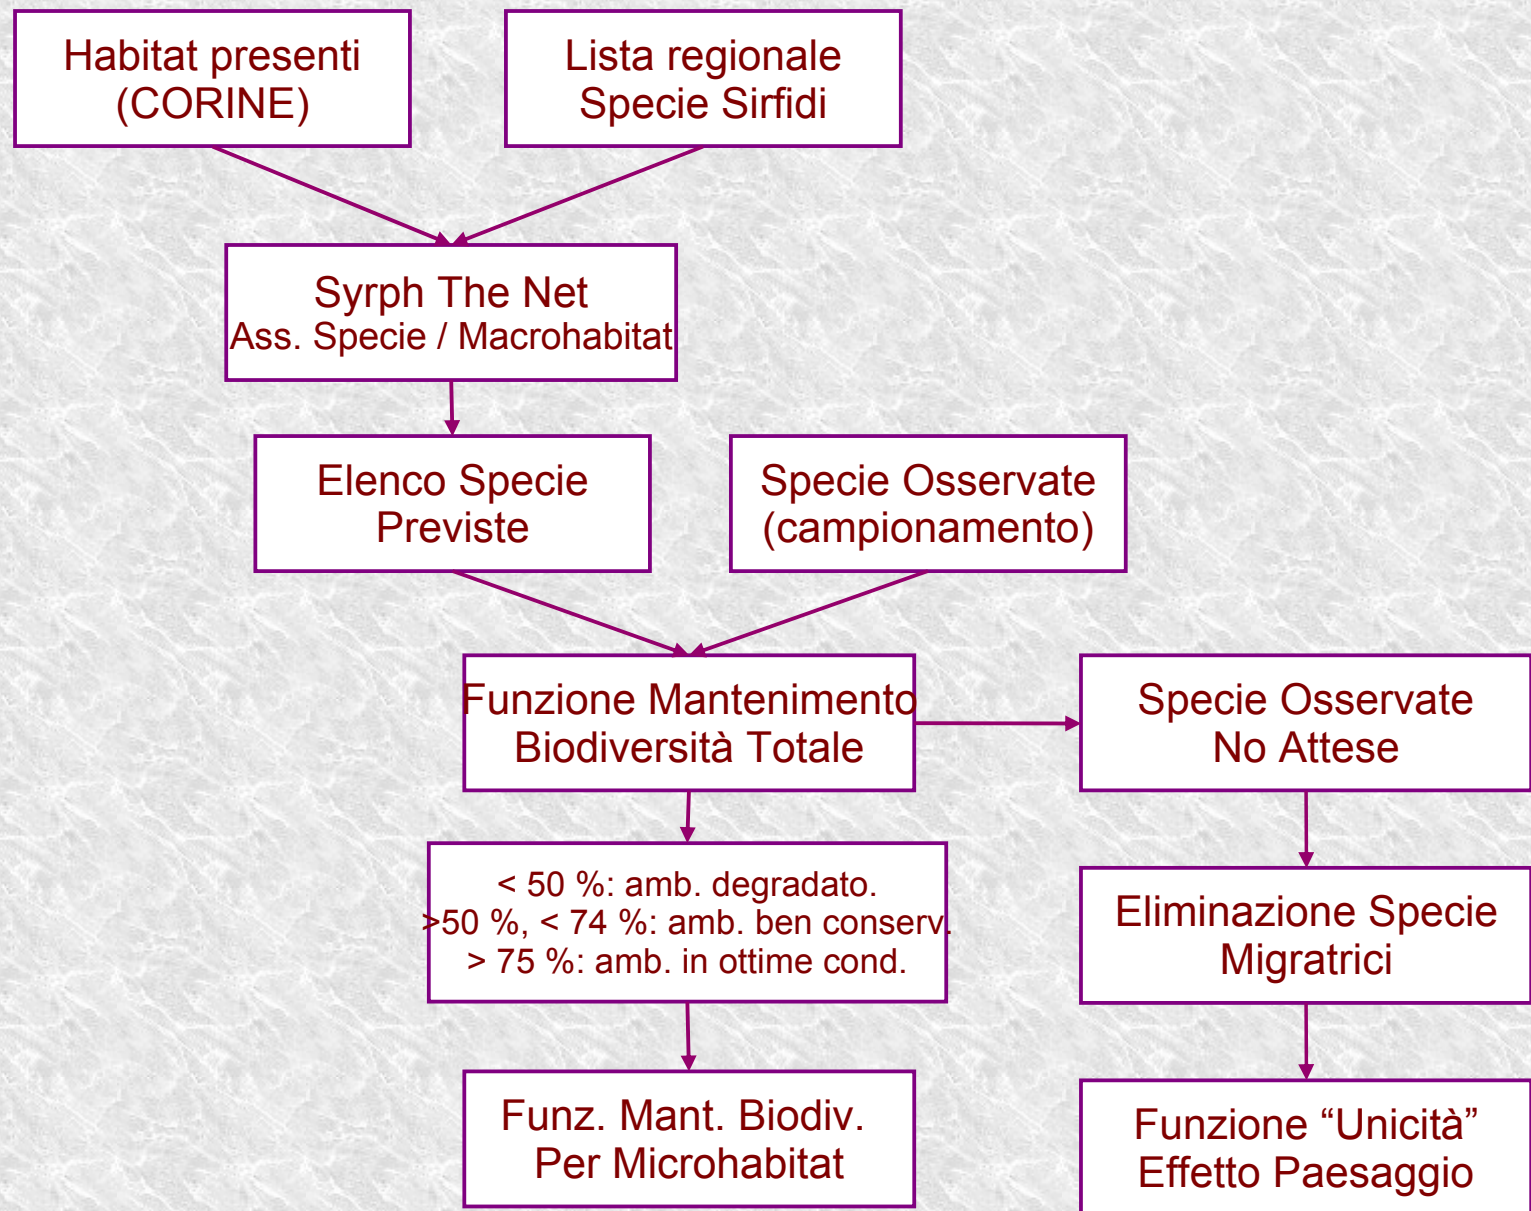 Habitat presenti
(CORINE)
Lista regionale
Specie Sirfidi
Syrph The Net
Ass. Specie / Macrohabitat
Elenco Specie
Previste
Specie Osservate
(campionamento)
Funzione Mantenimento
Biodiversità Totale
Specie Osservate
No Attese
< 50 %: amb. degradato.
>50 %, < 74 %: amb. ben conserv.
> 75 %: amb. in ottime cond.
Eliminazione Specie
Migratrici
Funz. Mant. Biodiv.
Per Microhabitat
Funzione “Unicità”
Effetto Paesaggio